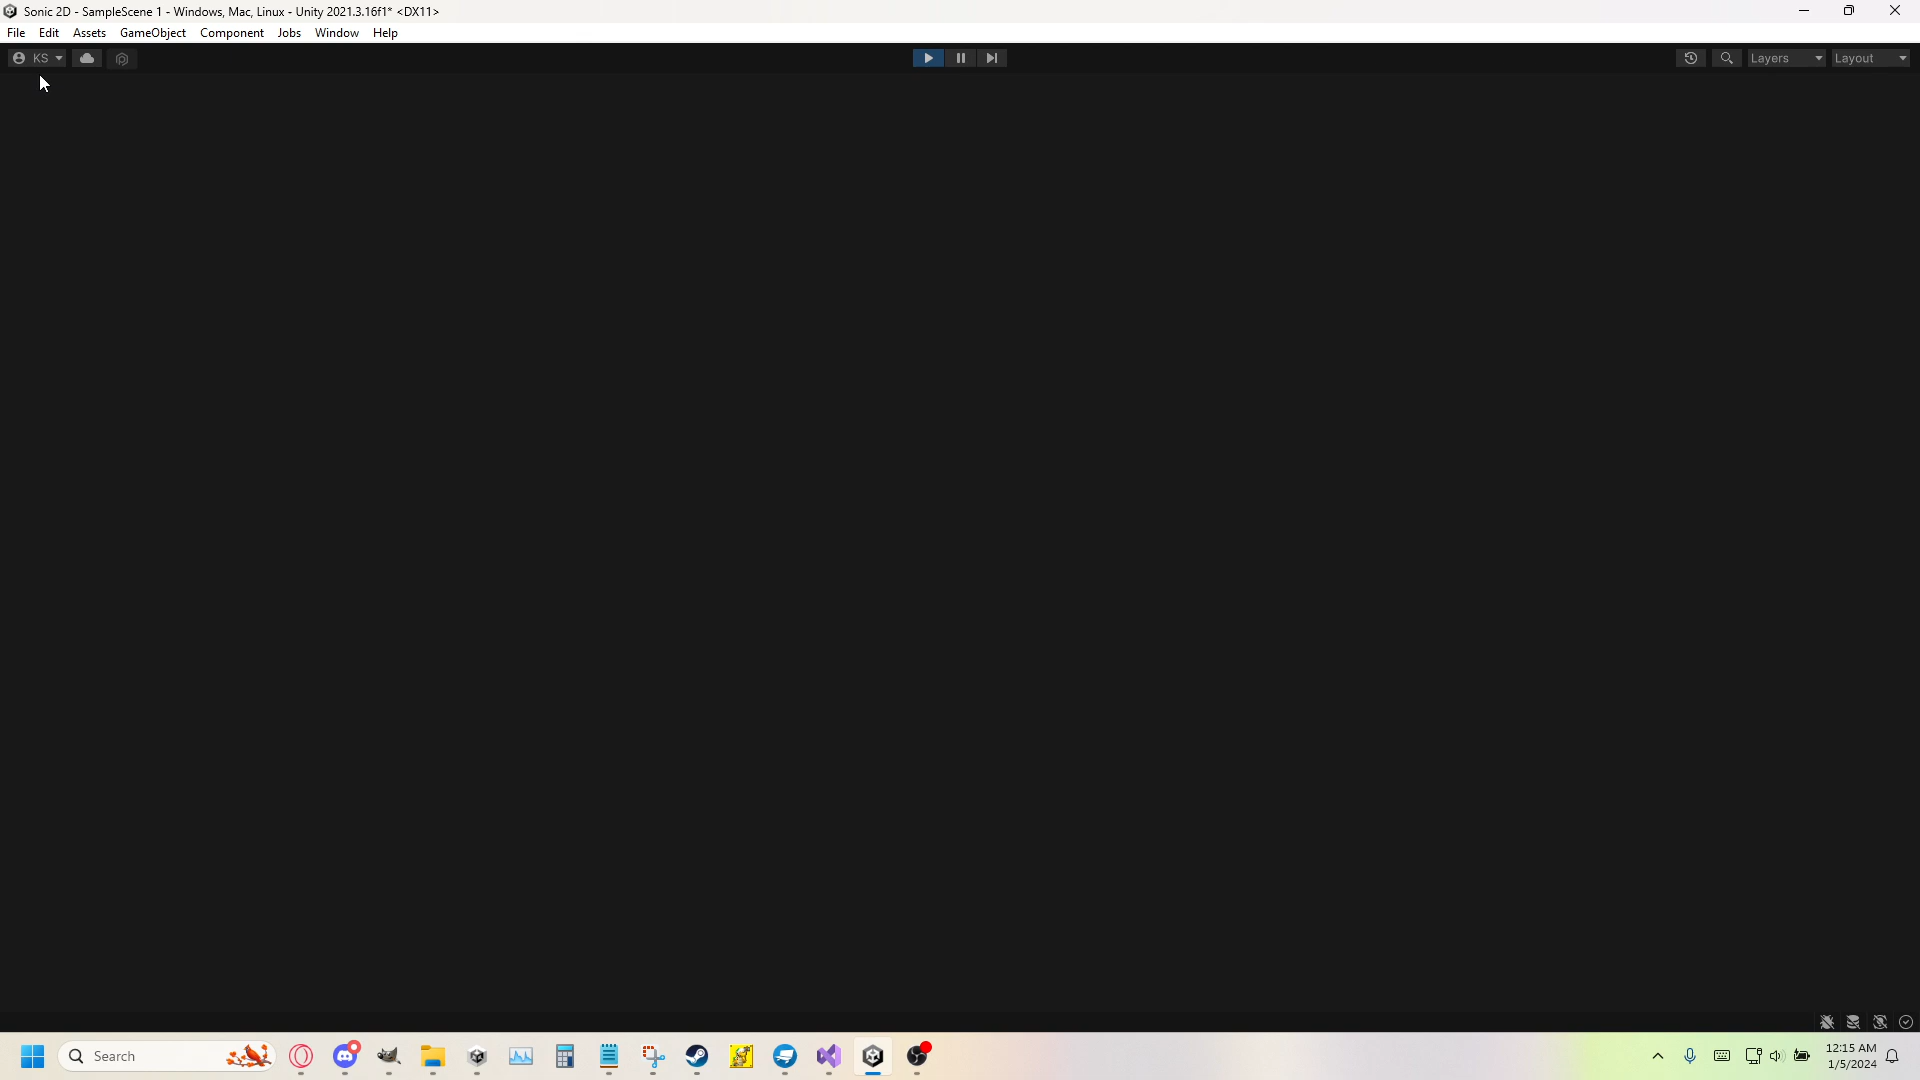 Sonic 2D - SampleScene 1 - Windows, Mac, Linux - Unity 2021.3.16f1* <DX11>
File Edit Assets GameObject Component Jobs Window Help
KS Layers Layout
Search 12:15 AM
1/5/2024